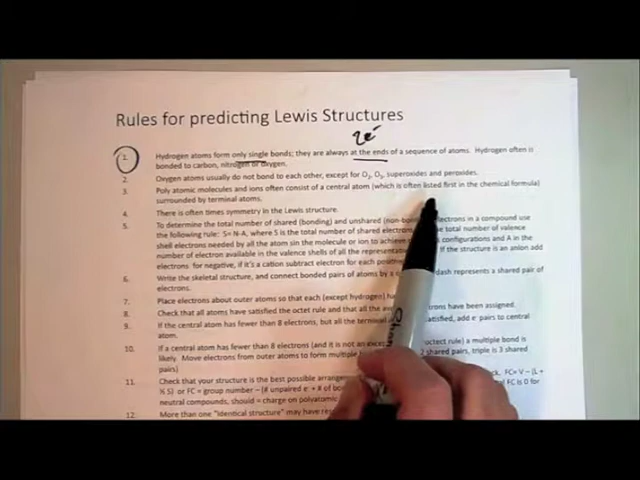 Rules for predicting Lewis Structures
2e⁻
1. Hydrogen atoms form only single bonds; they are always at the ends of a sequence of atoms. Hydrogen often is
bonded to carbon, nitrogen or oxygen.
2. Oxygen atoms usually do not bond to each other, except for O2, O3, superoxides and peroxides.
3. Poly atomic molecules and ions often consist of a central atom (which is often listed first in the chemical formula)
surrounded by terminal atoms.
4. There is often times symmetry in the Lewis structure.
5. To determine the total number of shared (bonding) and unshared (non-bon electrons in a compound use
the following rule: S= N-A, where S is the total number of shared electrons, total number of valence
shell electrons needed by all the atom sin the molecule or ion to achieve configurations and A in the
number of electron available in the valence shells of all the representat If the structure is an anion add
electrons for negative, if it's a cation subtract electron for each positive
6. Write the skeletal structure, and connect bonded pairs of atoms by a dash represents a shared pair of
electrons.
7. Place electrons about outer atoms so that each (except hydrogen) ha
8. Check that all atoms have satisfied the octet rule and that all the av ctrons have been assigned.
9. If the central atom has fewer than 8 electrons, but all the terminal satisfied, add e- pairs to central
atom.
10. If a central atom has fewer than 8 electrons (and it is not an exce octect rule) a multiple bond is
likely. Move electrons from outer atoms to form multiple 2 shared pairs, triple is 3 shared
pairs)
11. Check that your structure is the best possible arrange ck. FC= V – (L +
½ S) or FC = group number – (# unpaired e- + # of bo FC is 0 for
neutral compounds, should = charge on polyatomic
12. More than one "identical structure" may have res